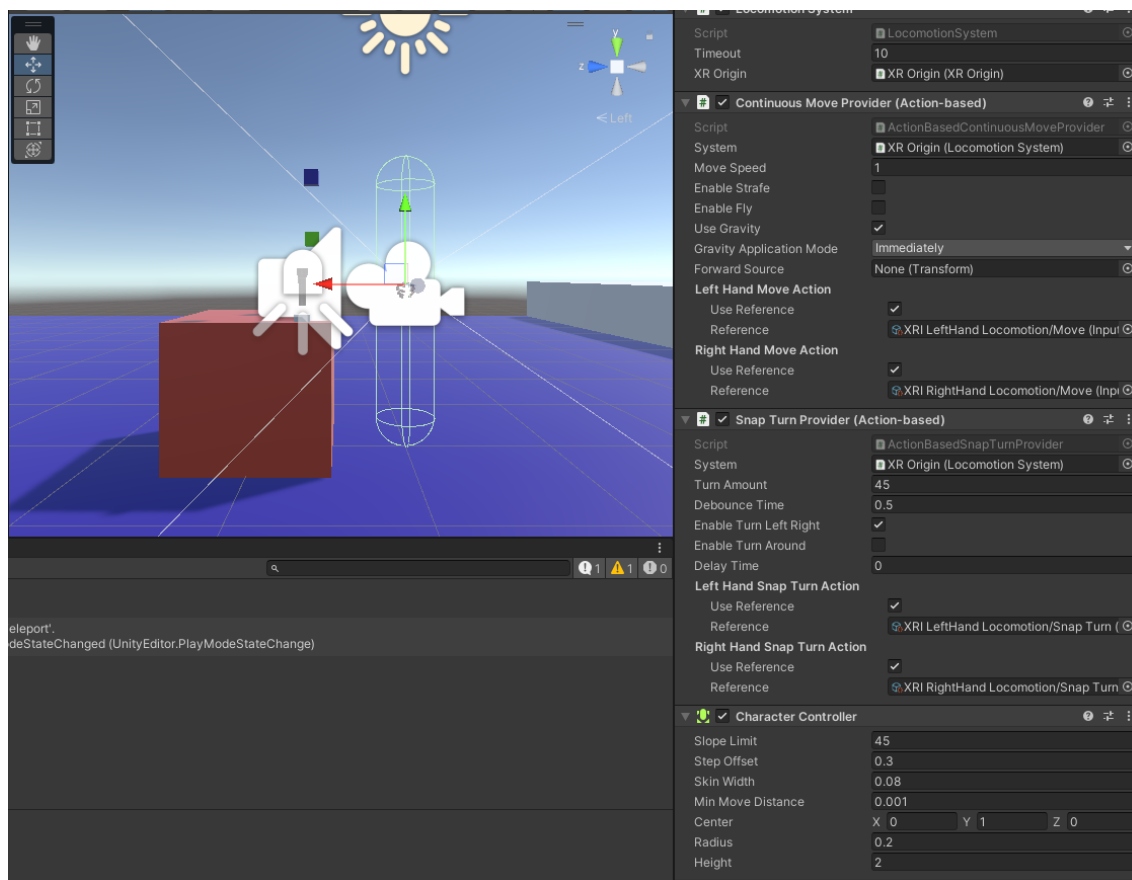 y
z
Left
1
1
0
eleport'.
deStateChanged (UnityEditor.PlayModeStateChange)
Locomotion System
Script LocomotionSystem
Timeout 10
XR Origin XR Origin (XR Origin)
# Continuous Move Provider (Action-based)
Script ActionBasedContinuousMoveProvider
System XR Origin (Locomotion System)
Move Speed 1
Enable Strafe
Enable Fly
Use Gravity
Gravity Application Mode Immediately
Forward Source None (Transform)
Left Hand Move Action
Use Reference
Reference XRI LeftHand Locomotion/Move (Input
Right Hand Move Action
Use Reference
Reference XRI RightHand Locomotion/Move (Inpu
# Snap Turn Provider (Action-based)
Script ActionBasedSnapTurnProvider
System XR Origin (Locomotion System)
Turn Amount 45
Debounce Time 0.5
Enable Turn Left Right
Enable Turn Around
Delay Time 0
Left Hand Snap Turn Action
Use Reference
Reference XRI LeftHand Locomotion/Snap Turn (
Right Hand Snap Turn Action
Use Reference
Reference XRI RightHand Locomotion/Snap Turn
Character Controller
Slope Limit 45
Step Offset 0.3
Skin Width 0.08
Min Move Distance 0.001
Center X 0 Y 1 Z 0
Radius 0.2
Height 2